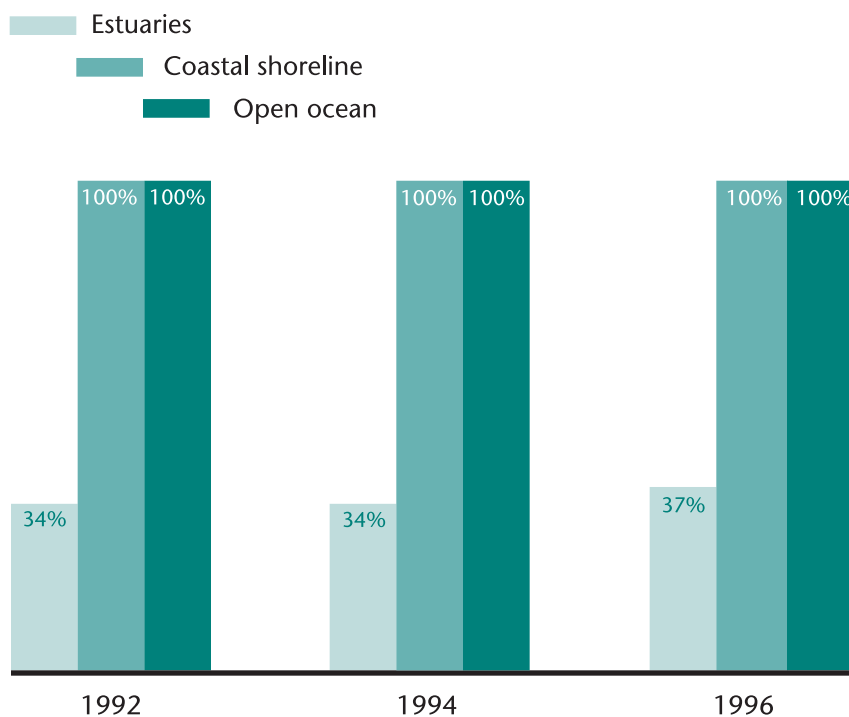 Estuaries
Coastal shoreline
Open ocean
100% 100% 100% 100% 100% 100%
34% 34% 37%
1992 1994 1996